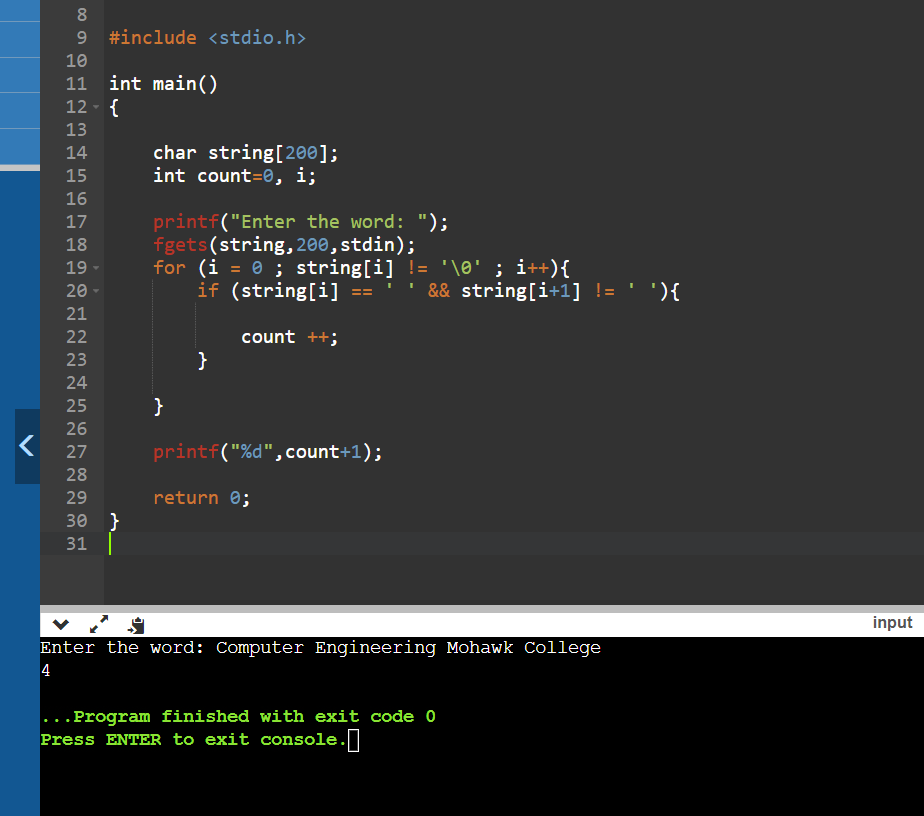 8
9 #include <stdio.h>
10
11 int main()
12 {
13
14 char string[200];
15 int count=0, i;
16
17 printf("Enter the word: ");
18 fgets(string,200,stdin);
19 for (i = 0 ; string[i] != '\0' ; i++){
20 if (string[i] == ' ' && string[i+1] != ' '){
21
22 count ++;
23 }
24
25 }
26
27 printf("%d",count+1);
28
29 return 0;
30 }
31
input
Enter the word: Computer Engineering Mohawk College
4
...Program finished with exit code 0
Press ENTER to exit console.